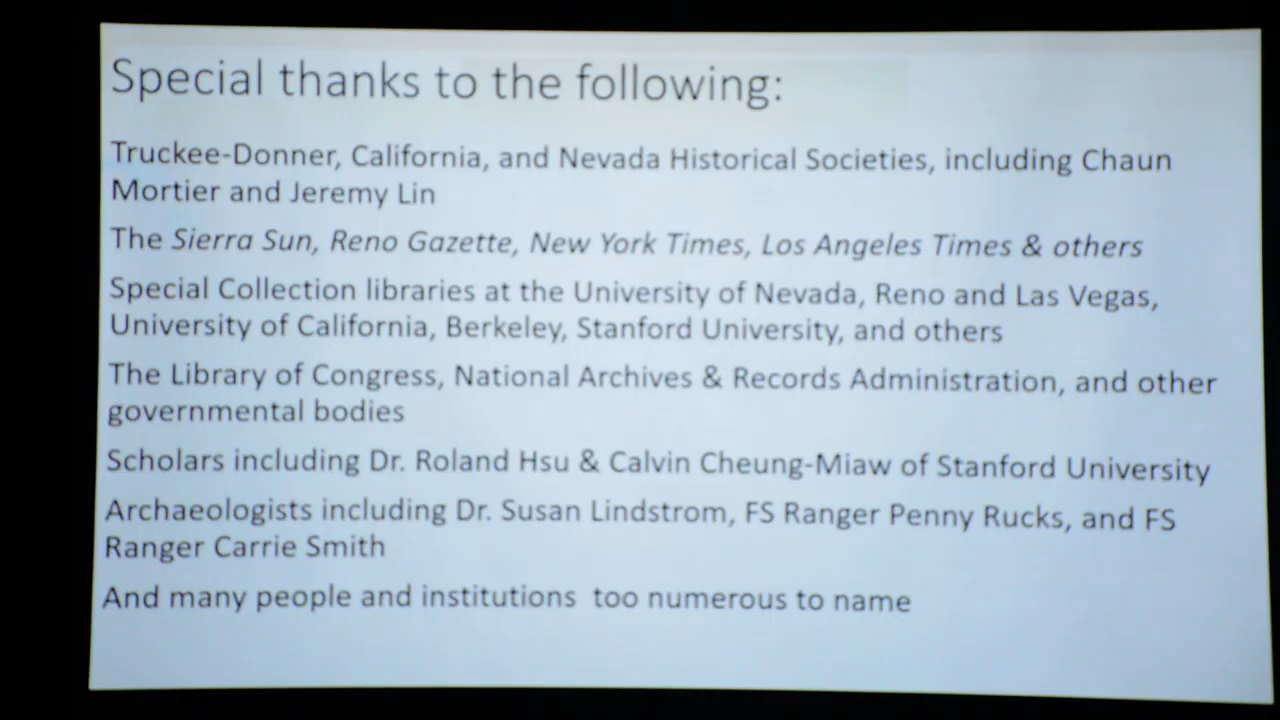 Special thanks to the following:
Truckee-Donner, California, and Nevada Historical Societies, including Chaun
Mortier and Jeremy Lin
The Sierra Sun, Reno Gazette, New York Times, Los Angeles Times & others
Special Collection libraries at the University of Nevada, Reno and Las Vegas,
University of California, Berkeley, Stanford University, and others
The Library of Congress, National Archives & Records Administration, and other
governmental bodies
Scholars including Dr. Roland Hsu & Calvin Cheung-Miaw of Stanford University
Archaeologists including Dr. Susan Lindstrom, FS Ranger Penny Rucks, and FS
Ranger Carrie Smith
And many people and institutions  too numerous to name